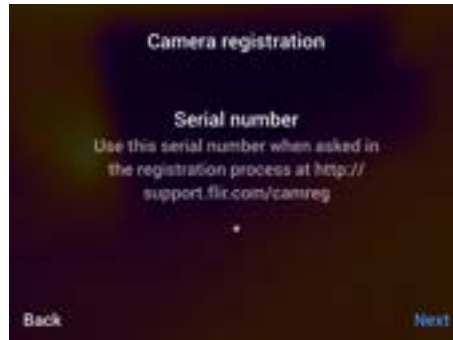 Camera registration
Serial number
Use this serial number when asked in
the registration process at http://
support.flir.com/camreg
Back
Next